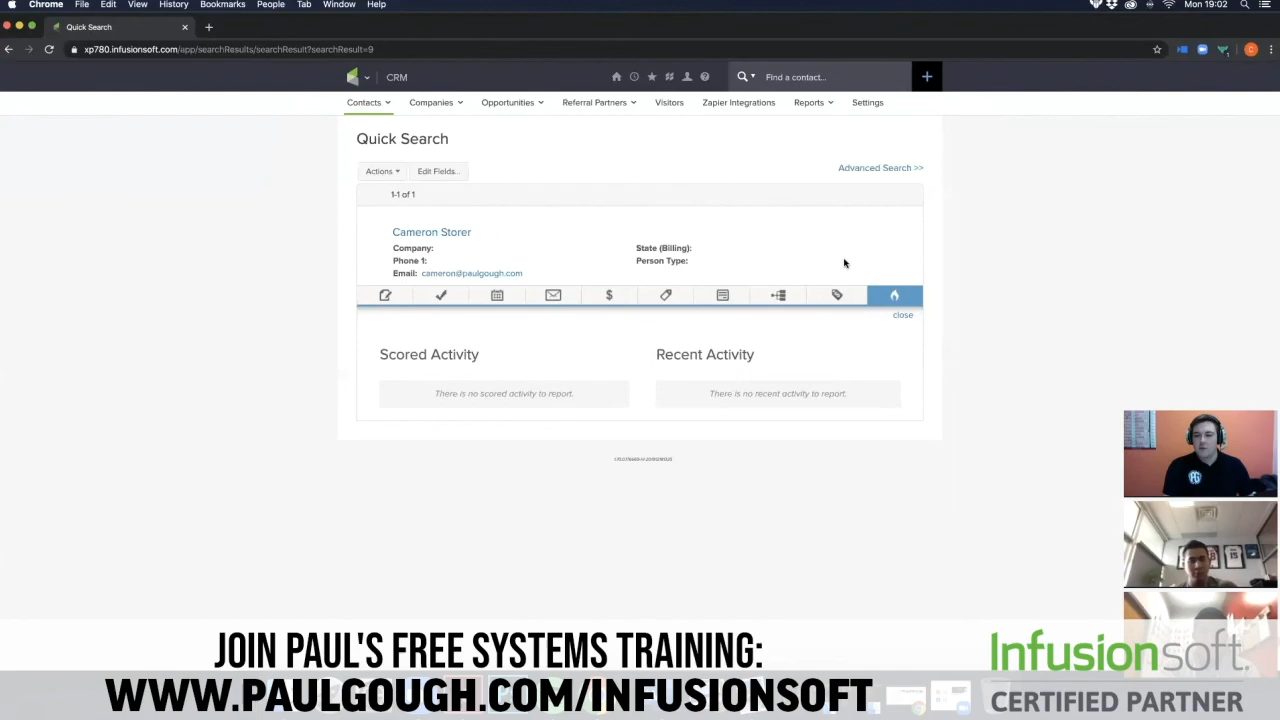 Chrome File Edit View History Bookmarks People Tab Window Help
Mon 19:02
Quick Search
xp780.infusionsoft.com/app/searchResults/searchResult?searchResult=9
CRM
Find a contact...
Contacts Companies Opportunities Referral Partners Visitors Zapier Integrations Reports Settings
Quick Search
Actions Edit Fields... Advanced Search >>
1-1 of 1
Cameron Storer
Company: State (Billing):
Phone 1: Person Type:
Email: cameron@paulgough.com
close
Scored Activity Recent Activity
There is no scored activity to report. There is no recent activity to report.
JOIN PAUL'S FREE SYSTEMS TRAINING:
WWW.PAULGOUGH.COM/INFUSIONSOFT
Infusionsoft.
CERTIFIED PARTNER